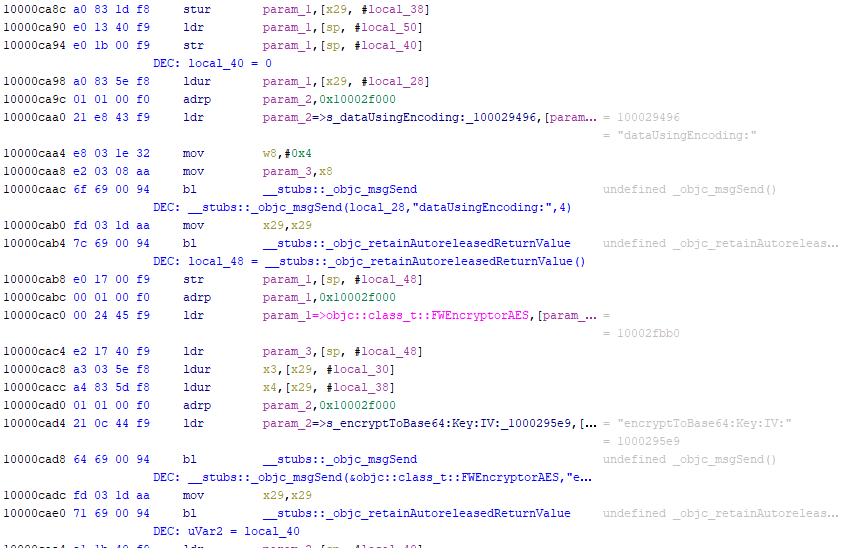 10000ca8c a0 83 1d f8 stur param_1,[x29, #local_38]
10000ca90 e0 13 40 f9 ldr param_1,[sp, #local_50]
10000ca94 e0 1b 00 f9 str param_1,[sp, #local_40]
DEC: local_40 = 0
10000ca98 a0 83 5e f8 ldur param_1,[x29, #local_28]
10000ca9c 01 01 00 f0 adrp param_2,0x10002f000
10000caa0 21 e8 43 f9 ldr param_2=>s_dataUsingEncoding:_100029496,[param... = 100029496
= "dataUsingEncoding:"
10000caa4 e8 03 1e 32 mov w8,#0x4
10000caa8 e2 03 08 aa mov param_3,x8
10000caac 6f 69 00 94 bl __stubs::_objc_msgSend undefined _objc_msgSend()
DEC: __stubs::_objc_msgSend(local_28,"dataUsingEncoding:",4)
10000cab0 fd 03 1d aa mov x29,x29
10000cab4 7c 69 00 94 bl __stubs::_objc_retainAutoreleasedReturnValue undefined _objc_retainAutoreleas...
DEC: local_48 = __stubs::_objc_retainAutoreleasedReturnValue()
10000cab8 e0 17 00 f9 str param_1,[sp, #local_48]
10000cabc 00 01 00 f0 adrp param_1,0x10002f000
10000cac0 00 24 45 f9 ldr param_1=>objc::class_t::FWEncryptorAES,[param_... =
= 10002fbb0
10000cac4 e2 17 40 f9 ldr param_3,[sp, #local_48]
10000cac8 a3 03 5e f8 ldur x3,[x29, #local_30]
10000cacc a4 83 5d f8 ldur x4,[x29, #local_38]
10000cad0 01 01 00 f0 adrp param_2,0x10002f000
10000cad4 21 0c 44 f9 ldr param_2=>s_encryptToBase64:Key:IV:_1000295e9,[... = "encryptToBase64:Key:IV:"
= 1000295e9
10000cad8 64 69 00 94 bl __stubs::_objc_msgSend undefined _objc_msgSend()
DEC: __stubs::_objc_msgSend(&objc::class_t::FWEncryptorAES,"e...
10000cadc fd 03 1d aa mov x29,x29
10000cae0 71 69 00 94 bl __stubs::_objc_retainAutoreleasedReturnValue undefined _objc_retainAutoreleas...
DEC: uVar2 = local_40